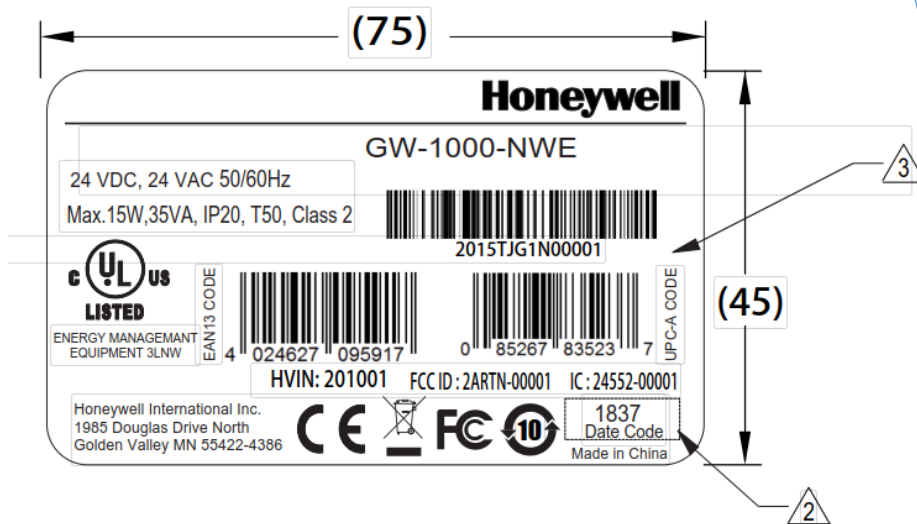 (75)
Honeywell
GW-1000-NWE
24 VDC, 24 VAC 50/60Hz
Max.15W,35VA, IP20, T50, Class 2
3
2015TJG1N00001
C UL US
LISTED
ENERGY MANAGEMANT
EQUIPMENT 3LNW
EAN13 CODE
4 024627 095917
0 85267 83523 7
UPC-A CODE
(45)
HVIN: 201001 FCC ID : 2ARTN-00001 IC : 24552-00001
Honeywell International Inc.
1985 Douglas Drive North
Golden Valley MN 55422-4386
CE
FC
10
1837
Date Code
Made in China
2